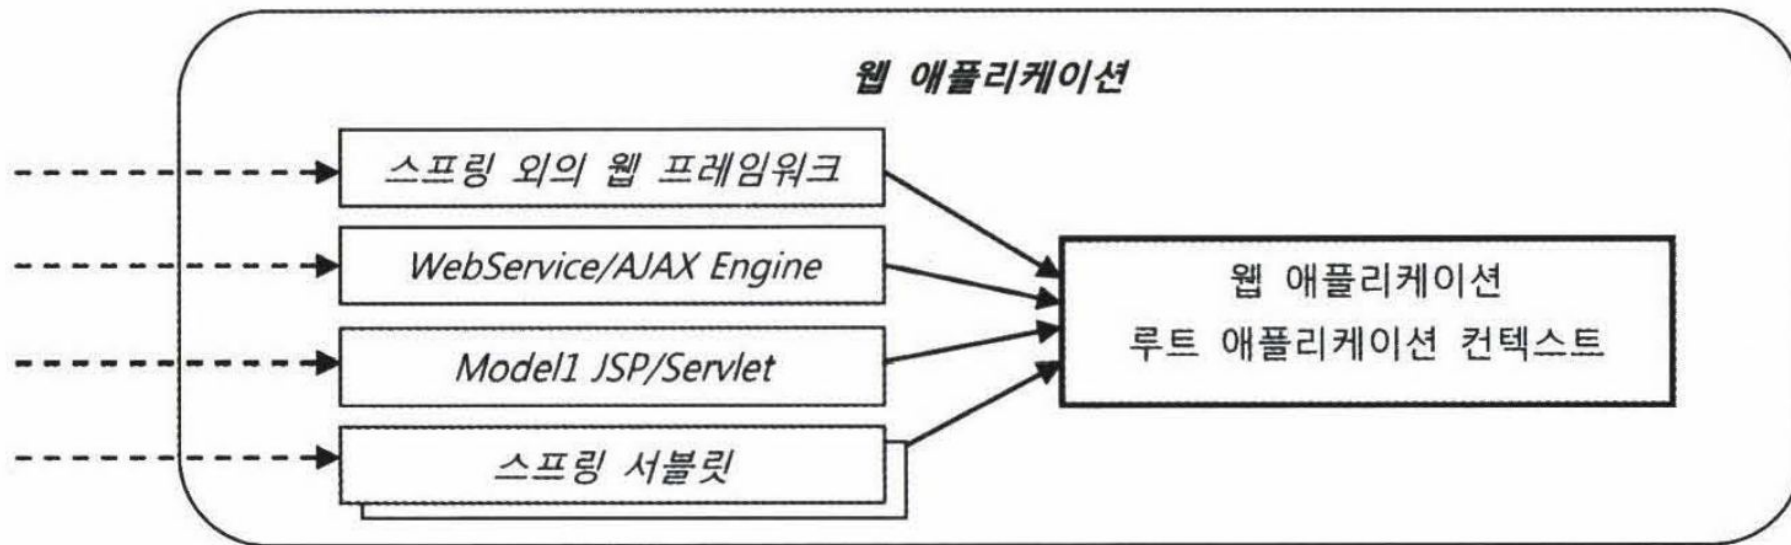 웹 애플리케이션
스프링 외의 웹 프레임워크
WebService/AJAX Engine
Model1 JSP/Servlet
스프링 서블릿
웹 애플리케이션
루트 애플리케이션 컨텍스트